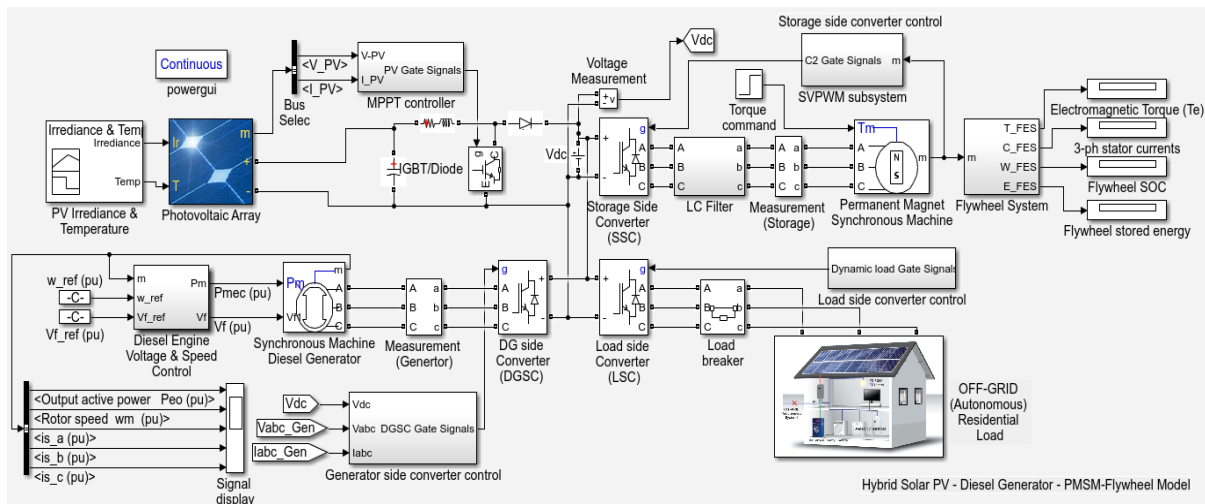 Continuous
powergui
<V_PV>
<I_PV>
Bus
Selec
V-PV
I_PV
PV Gate Signals
MPPT controller
Irradiance & Temp
Irradiance
Temp
PV Irrediance &
Temperature
Ir
T
m
+
-
Photovoltaic Array
IGBT/Diode
g
C
E
Vdc
Voltage
Measurement
+
-
v
Vdc
Storage side converter control
C2 Gate Signals
m
SVPWM subsystem
Torque
command
g
A
B
C
+
-
Storage Side
Converter
(SSC)
A
B
C
a
b
c
LC Filter
A
B
C
a
b
c
Measurement
(Storage)
Tm
A
B
C
N
S
m
Permanent Magnet
Synchronous Machine
m
T_FES
C_FES
W_FES
E_FES
Flywheel System
Electromagnetic Torque (Te)
3-ph stator currents
Flywheel SOC
Flywheel stored energy
w_ref (pu)
-C-
-C-
Vf_ref (pu)
m
w_ref
Vf_ref
Pm
Vf
Diesel Engine
Voltage & Speed
Control
Pmec (pu)
Vf (pu)
Pm
Vf
m
A
B
C
Synchronous Machine
Diesel Generator
A
B
C
a
b
c
Measurement
(Genertor)
g
A
B
C
+
-
DG side
Converter
(DGSC)
g
+
-
A
B
C
Load side
Converter
(LSC)
A
B
C
a
b
c
Load
breaker
Dynamic load Gate Signals
Load side converter control
OFF-GRID
(Autonomous)
Residential
Load
<Output active power Peo (pu)>
<Rotor speed wm (pu)>
<is_a (pu)>
<is_b (pu)>
<is_c (pu)>
Signal
display
Vdc
Vabc_Gen
Iabc_Gen
Vdc
Vabc
Iabc
DGSC Gate Signals
Generator side converter control
Hybrid Solar PV - Diesel Generator - PMSM-Flywheel Model